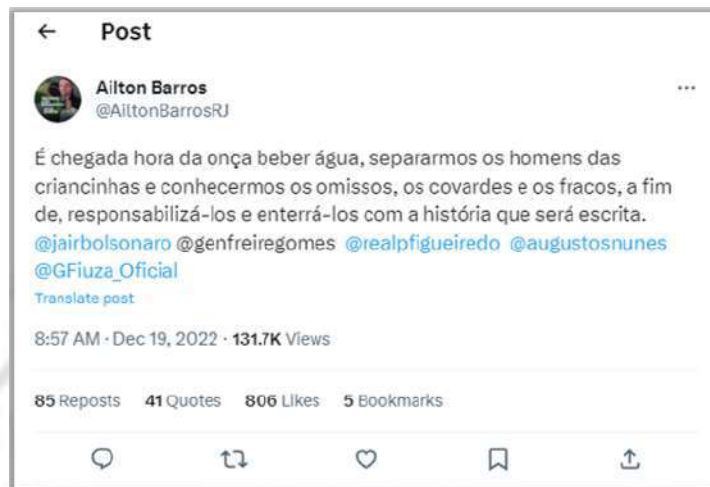 Post
Ailton Barros
@AiltonBarrosRJ
É chegada hora da onça beber água, separarmos os homens das
criancinhas e conhecermos os omissos, os covardes e os fracos, a fim
de, responsabilizá-los e enterrá-los com a história que será escrita.
@jairbolsonaro @genfreiregomes @realpfigueiredo @augustosnunes
@GFiuza_Oficial
Translate post
8:57 AM · Dec 19, 2022 · 131.7K Views
85 Reposts 41 Quotes 806 Likes 5 Bookmarks